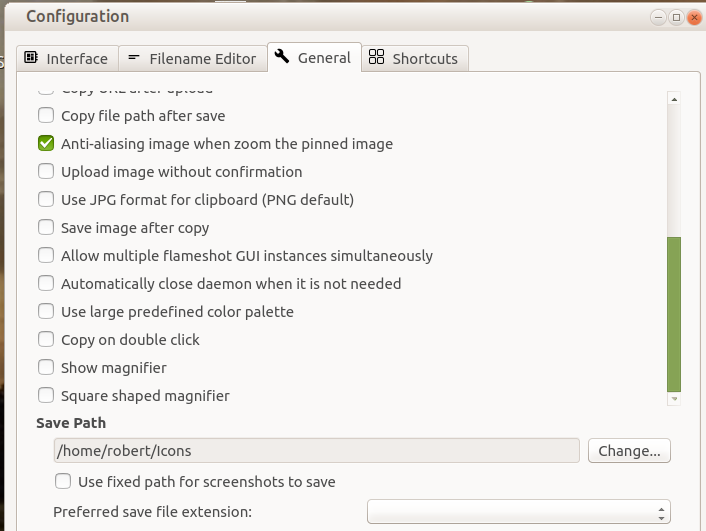 Configuration
Interface
Filename Editor
General
Shortcuts
Copy URL after upload
Copy file path after save
Anti-aliasing image when zoom the pinned image
Upload image without confirmation
Use JPG format for clipboard (PNG default)
Save image after copy
Allow multiple flameshot GUI instances simultaneously
Automatically close daemon when it is not needed
Use large predefined color palette
Copy on double click
Show magnifier
Square shaped magnifier
Save Path
/home/robert/Icons
Change...
Use fixed path for screenshots to save
Preferred save file extension: